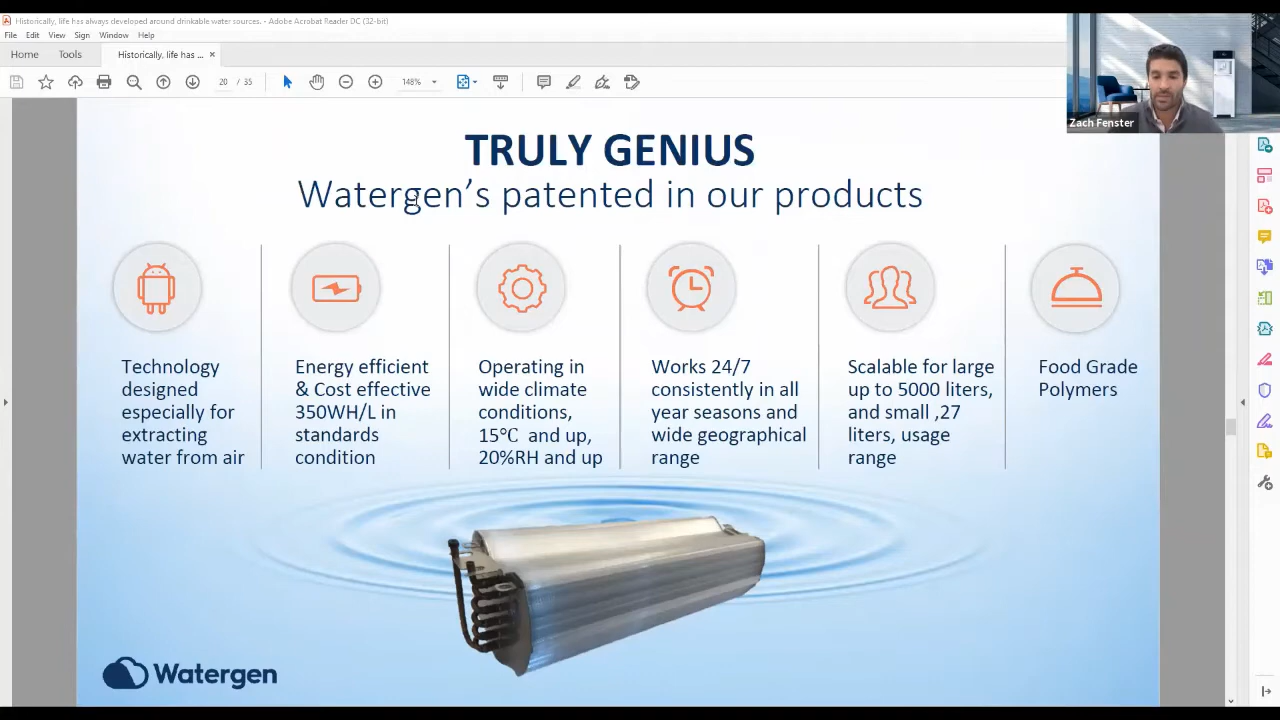 Historically, life has always developed around drinkable water sources. - Adobe Acrobat Reader DC (32-bit)
File Edit View Sign Window Help
Home Tools Historically, life has ... ×
20 / 35 148%
Zach Fenster
TRULY GENIUS
Watergen's patented in our products
Technology
designed
especially for
extracting
water from air
Energy efficient
& Cost effective
350WH/L in
standards
condition
Operating in
wide climate
conditions,
15℃ and up,
20%RH and up
Works 24/7
consistently in all
year seasons and
wide geographical
range
Scalable for large
up to 5000 liters,
and small ,27
liters, usage
range
Food Grade
Polymers
Watergen